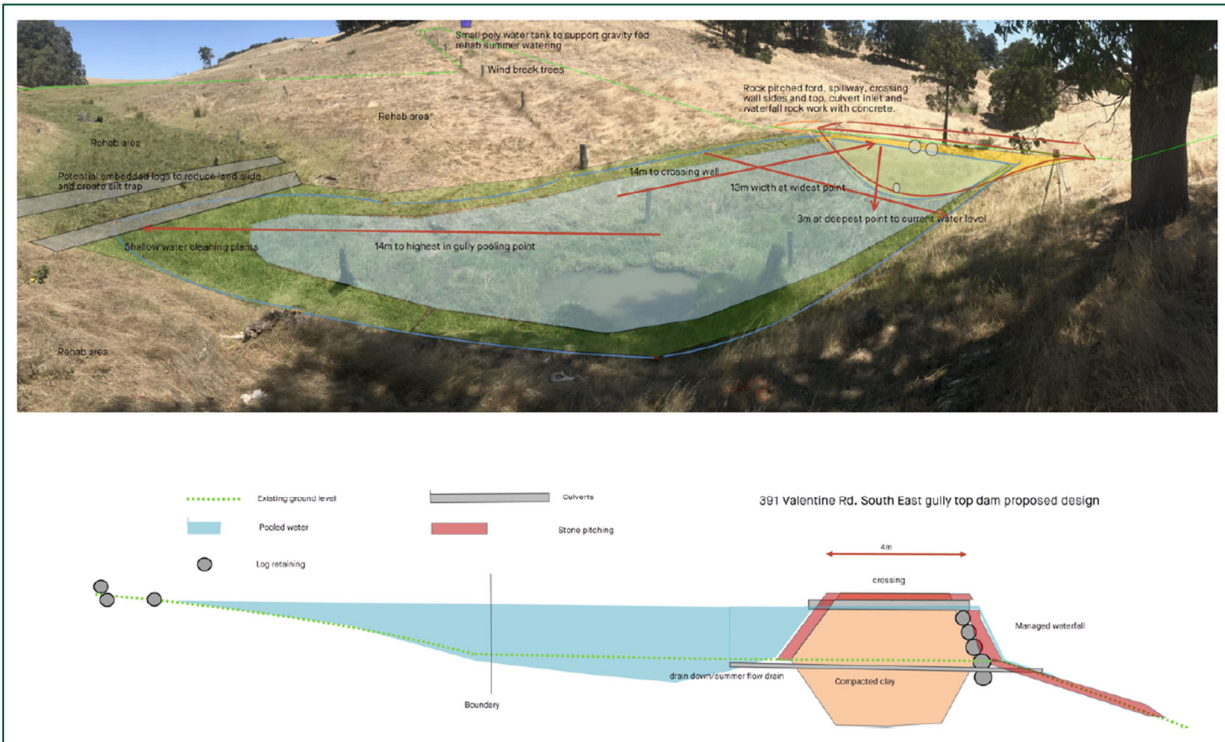 Small poly water tank to support gravity fed
rehab summer watering
Wind break trees
Rock pitched ford, spillway, crossing
wall sides and top, culvert inlet and
waterfall rock work with concrete.
Rehab area
Rehab area
Potential embedded logs to reduce land slide
and create silt trap
14m to crossing wall
13m width at widest point
3m at deepest point to current water level
Shallow water cleaning plants
14m to highest in gully pooling point
Rehab area
Existing ground level
Culverts
391 Valentine Rd. South East gully top dam proposed design
Pooled water
Stone pitching
Log retaining
4m
crossing
Managed waterfall
drain down/summer flow drain
Compacted clay
Boundary